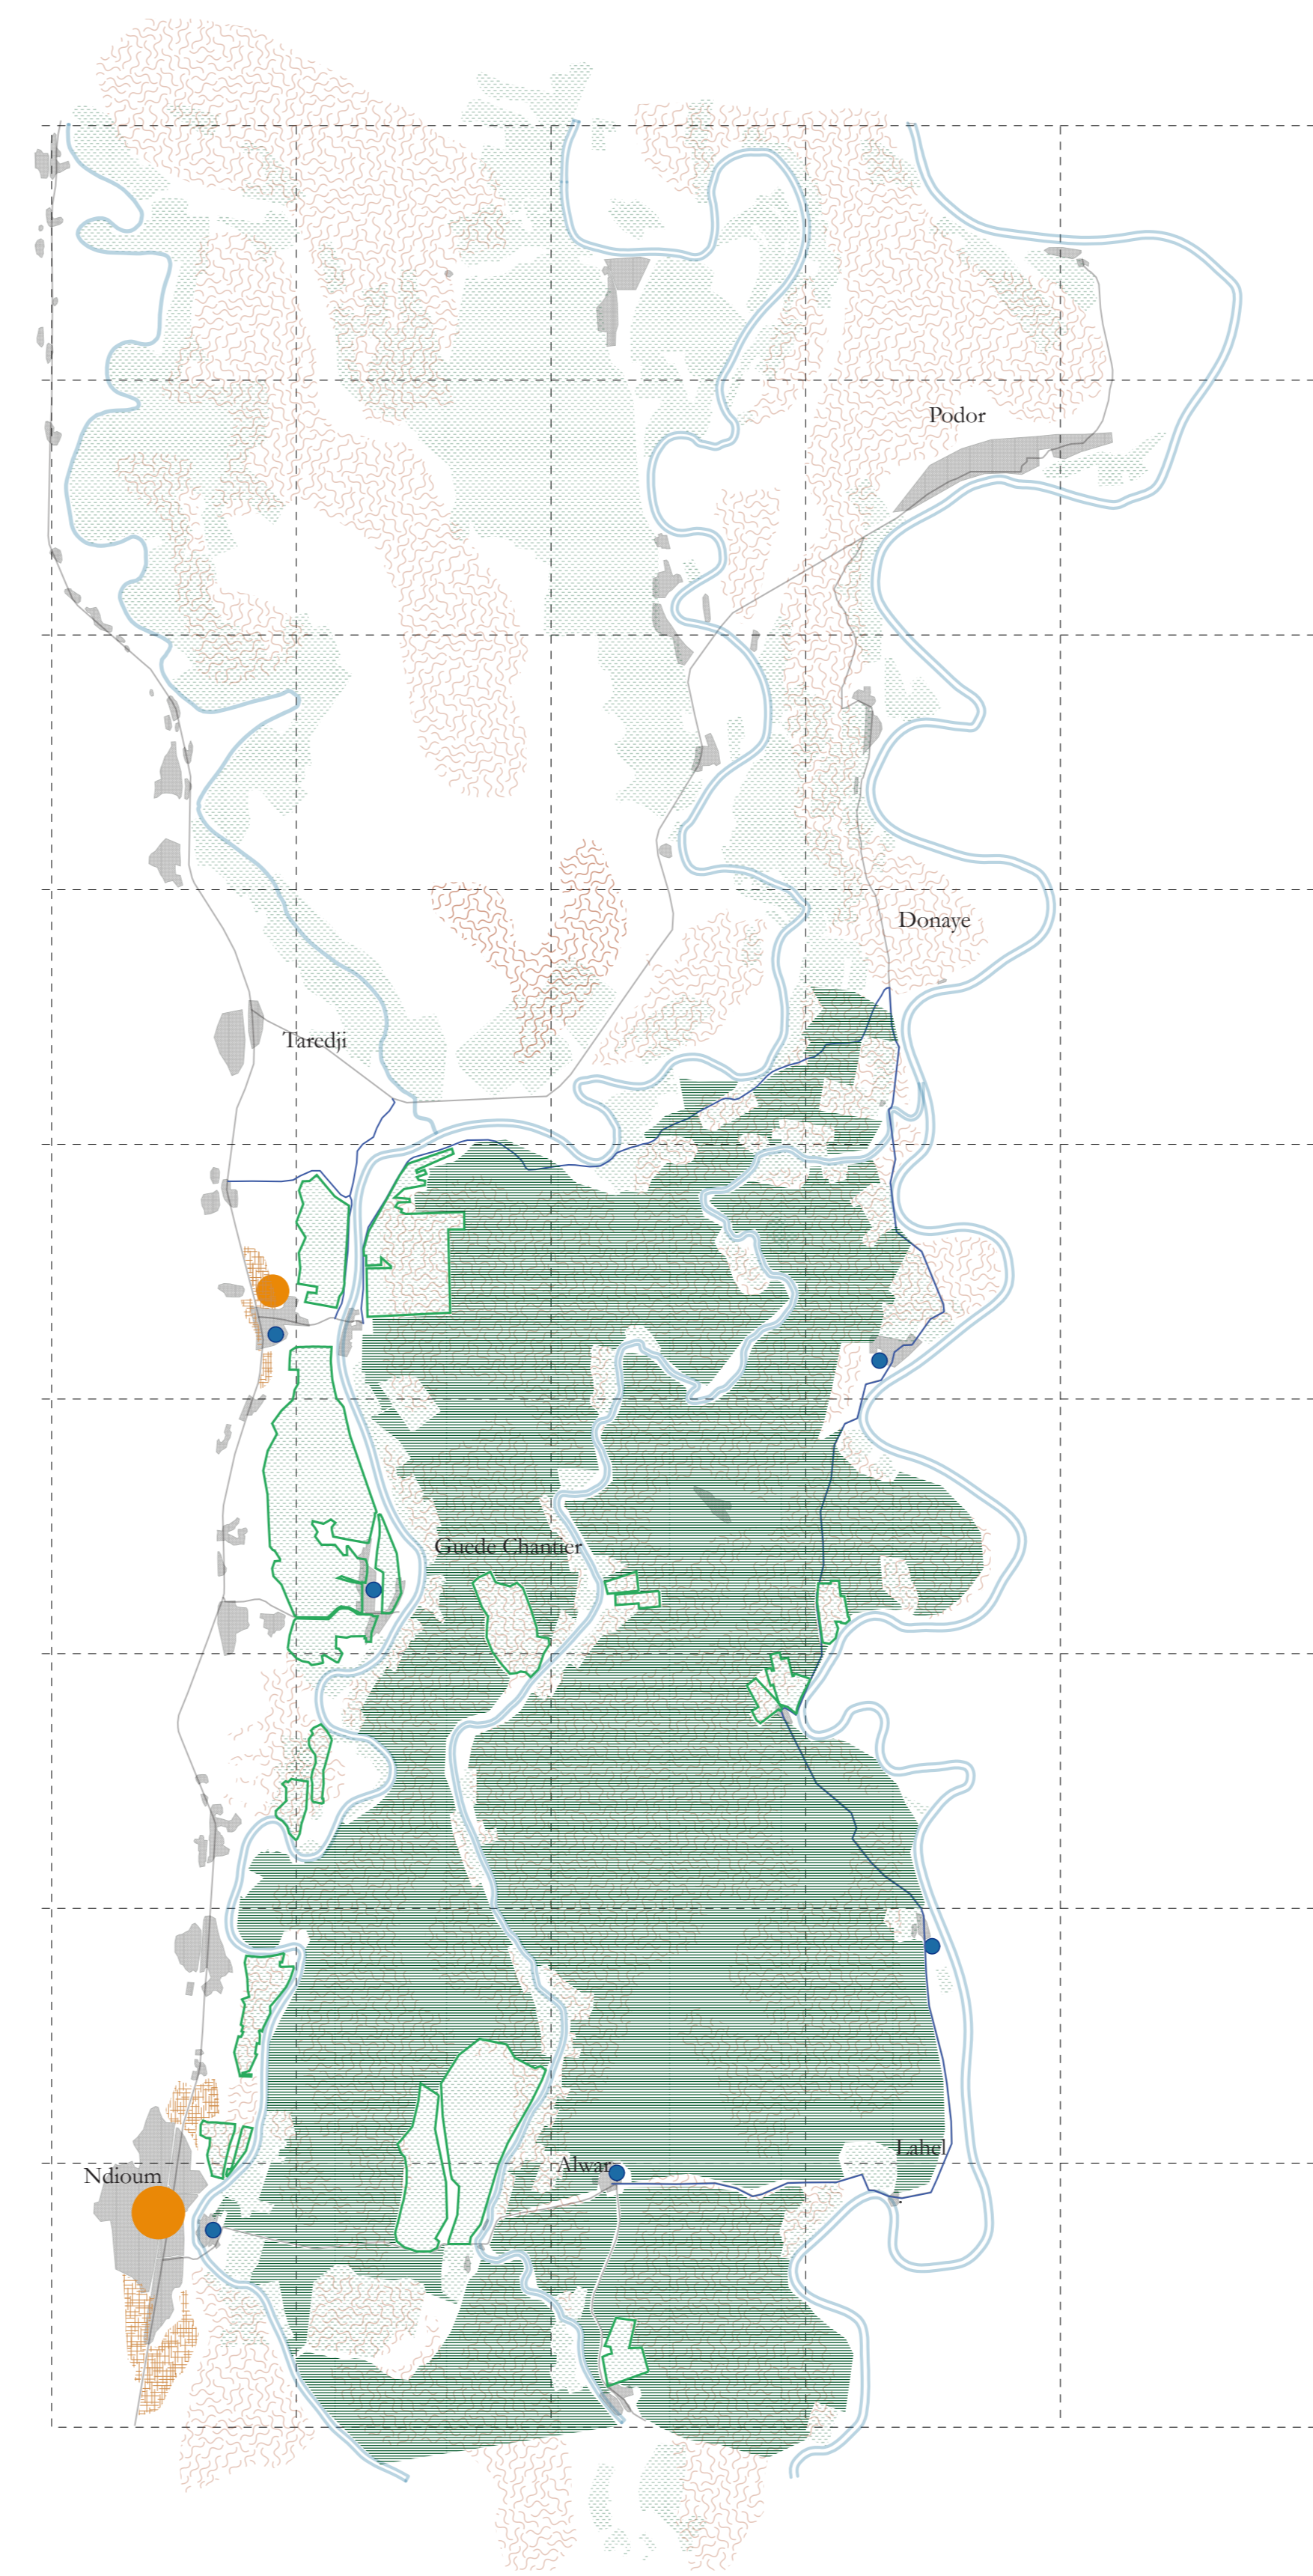 Podor
Donaye
Taredji
Guede Chantier
Alwar
Lahel
Ndioum